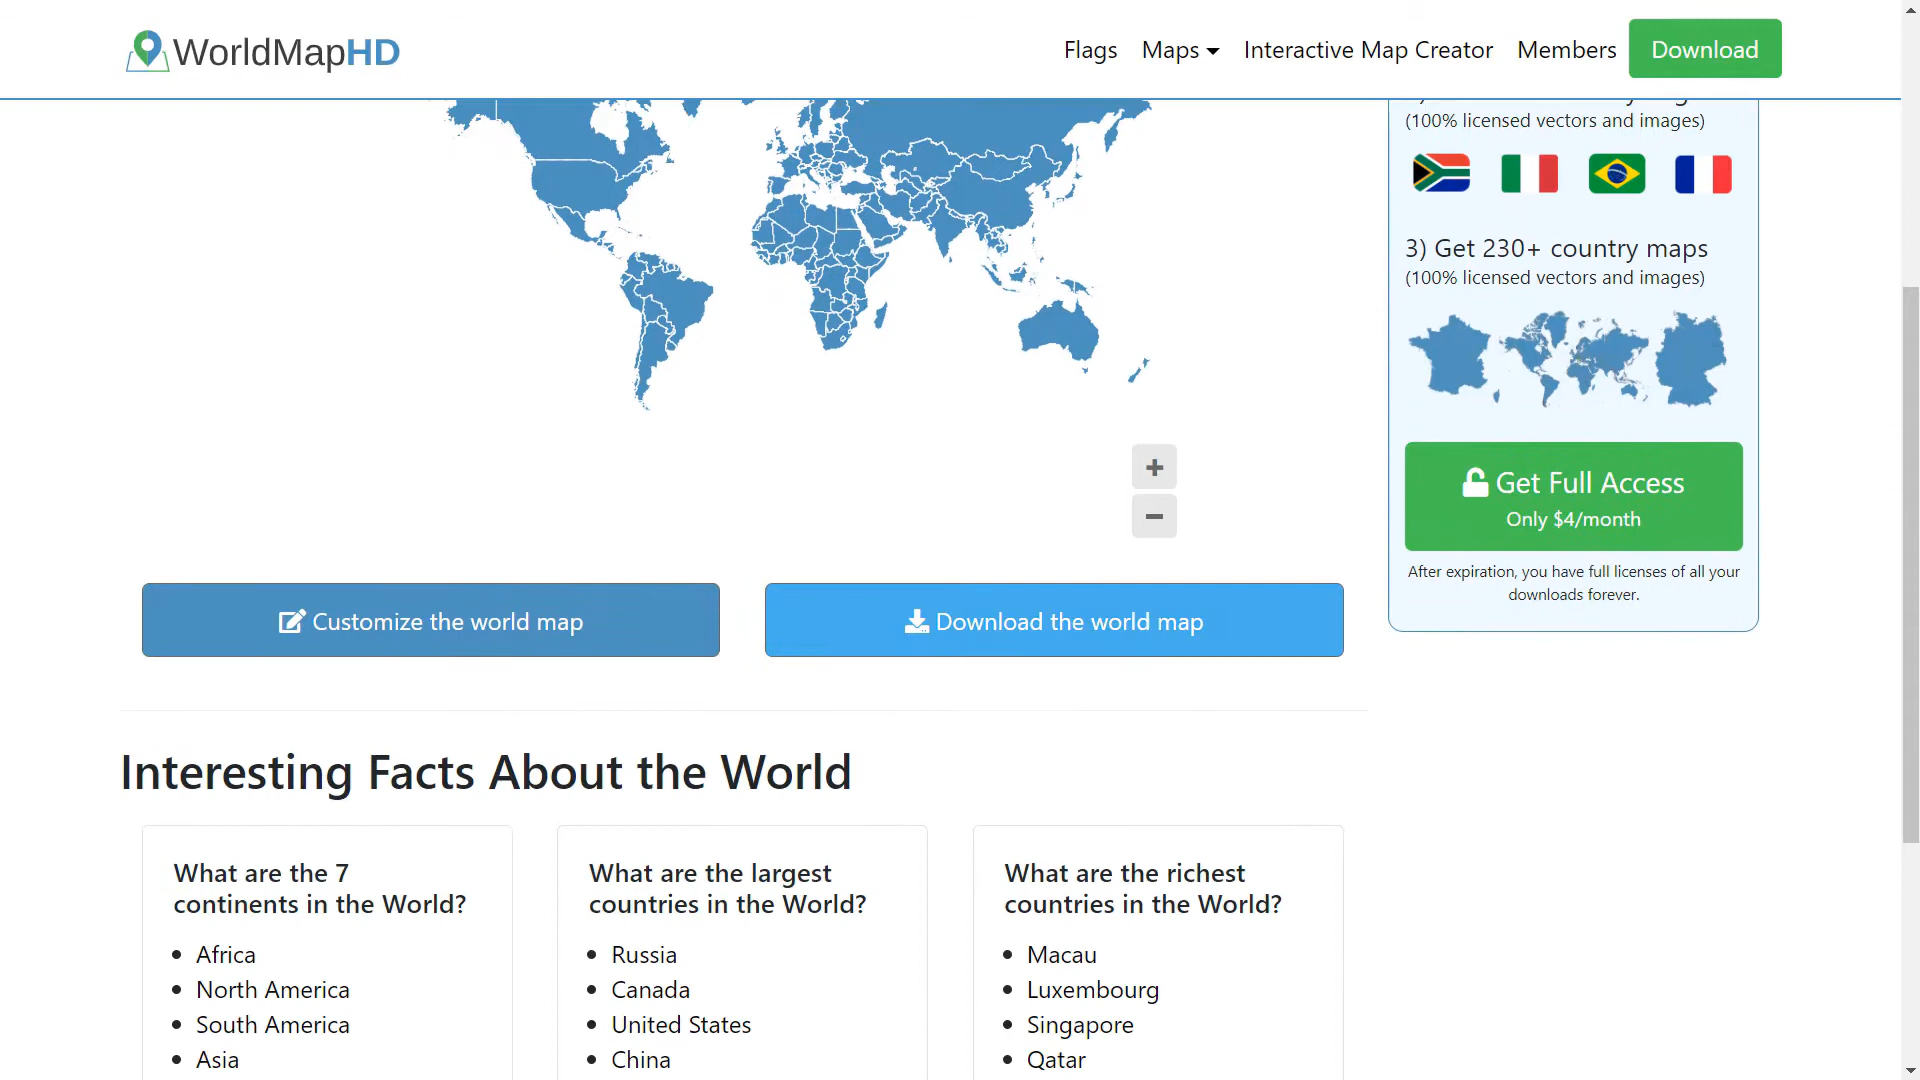 WorldMapHD
Flags Maps Interactive Map Creator Members Download
(100% licensed vectors and images)
3) Get 230+ country maps
(100% licensed vectors and images)
Get Full Access
Only $4/month
After expiration, you have full licenses of all your
downloads forever.
Customize the world map
Download the world map
Interesting Facts About the World
What are the 7
continents in the World?
Africa
North America
South America
Asia
What are the largest
countries in the World?
Russia
Canada
United States
China
What are the richest
countries in the World?
Macau
Luxembourg
Singapore
Qatar